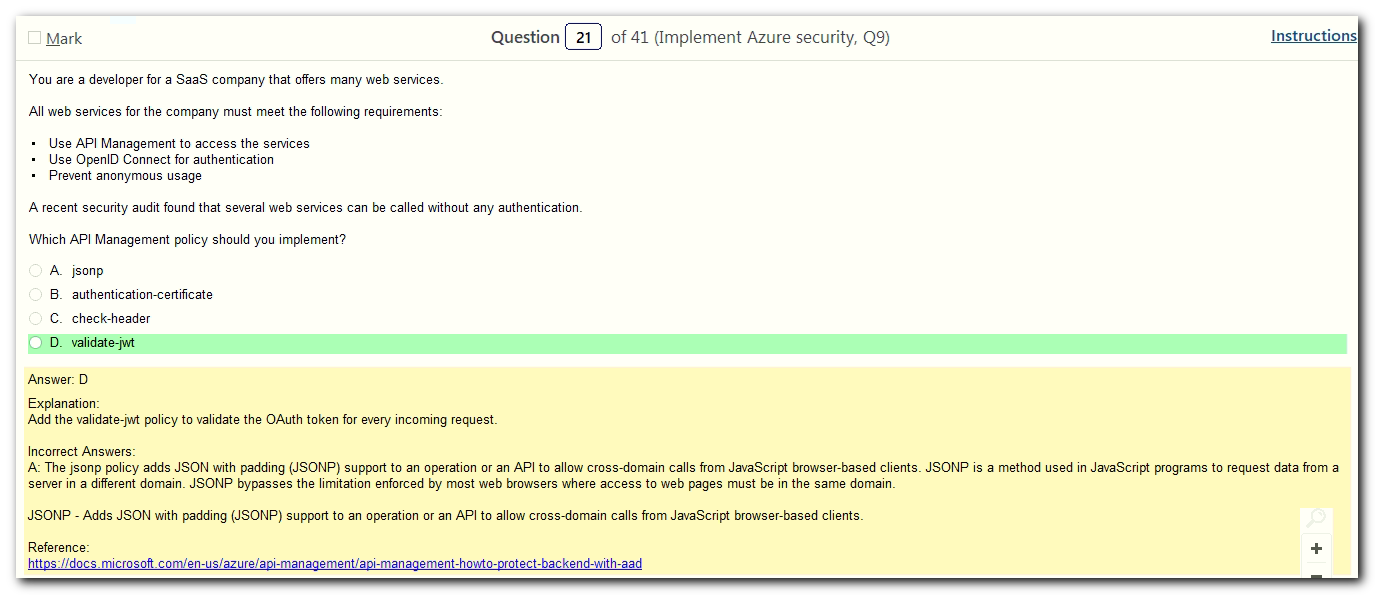 Mark
Question 21 of 41 (Implement Azure security, Q9)
Instructions
You are a developer for a SaaS company that offers many web services.
All web services for the company must meet the following requirements:
▪ Use API Management to access the services
▪ Use OpenID Connect for authentication
▪ Prevent anonymous usage
A recent security audit found that several web services can be called without any authentication.
Which API Management policy should you implement?
A. jsonp
B. authentication-certificate
C. check-header
D. validate-jwt
Answer: D
Explanation:
Add the validate-jwt policy to validate the OAuth token for every incoming request.
Incorrect Answers:
A: The jsonp policy adds JSON with padding (JSONP) support to an operation or an API to allow cross-domain calls from JavaScript browser-based clients. JSONP is a method used in JavaScript programs to request data from a
server in a different domain. JSONP bypasses the limitation enforced by most web browsers where access to web pages must be in the same domain.
JSONP - Adds JSON with padding (JSONP) support to an operation or an API to allow cross-domain calls from JavaScript browser-based clients.
Reference:
https://docs.microsoft.com/en-us/azure/api-management/api-management-howto-protect-backend-with-aad